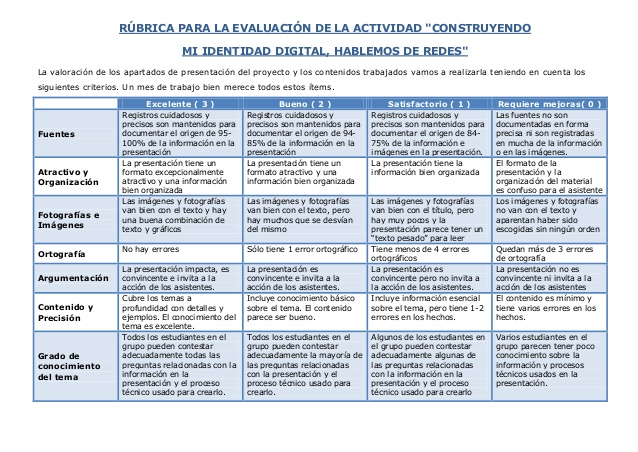 RÚBRICA PARA LA EVALUACIÓN DE LA ACTIVIDAD "CONSTRUYENDO
MI IDENTIDAD DIGITAL, HABLEMOS DE REDES"
La valoración de los apartados de presentación del proyecto y los contenidos trabajados vamos a realizarla teniendo en cuenta los
siguientes criterios. Un mes de trabajo bien merece todos estos ítems.
Excelente ( 3 )
Bueno ( 2 )
Satisfactorio ( 1 )
Requiere mejoras( 0 )
Fuentes
Registros cuidadosos y
precisos son mantenidos para
documentar el origen de 95-
100% de la información en la
presentación
Registros cuidadosos y
precisos son mantenidos para
documentar el origen de 94-
85% de la información en la
presentación
Registros cuidadosos y
precisos son mantenidos para
documentar el origen de 84-
75% de la información e
imágenes en la presentación.
Las fuentes no son
documentadas en forma
precisa ni son registradas
en mucha de la información
o en las imágenes.
Atractivo y
Organización
La presentación tiene un
formato excepcionalmente
atractivo y una información
bien organizada
La presentación tiene un
formato atractivo y una
información bien organizada
La presentación tiene la
información bien organizada
El formato de la
presentación y la
organización del material
es confuso para el asistente
Fotografías e
Imágenes
Las imágenes y fotografías
van bien con el texto y hay
una buena combinación de
texto y gráficos
Las imágenes y fotografías
van bien con el texto, pero
hay muchos que se desvían
del mismo
Las imágenes y fotografías
van bien con el título, pero
hay muy pocos y la
presentación parece tener un
"texto pesado" para leer
Los imágenes y fotografías
no van con el texto y
aparentan haber sido
escogidas sin ningún orden
Ortografía
No hay errores
Sólo tiene 1 error ortográfico
Tiene menos de 4 errores
ortográficos
Quedan más de 3 errores
de ortografía
Argumentación
La presentación impacta, es
convincente e invita a la
acción de los asistentes.
La presentación es
convincente e invita a la
acción de los asistentes
La presentación es
convincente pero no invita a
la acción de los asistentes.
La presentación no es
convincente ni invita a la
acción de los asistentes
Contenido y
Precisión
Cubre los temas a
profundidad con detalles y
ejemplos. El conocimiento del
tema es excelente.
Incluye conocimiento básico
sobre el tema. El contenido
parece ser bueno.
Incluye información esencial
sobre el tema, pero tiene 1-2
errores en los hechos.
El contenido es mínimo y
tiene varios errores en los
hechos.
Grado de
conocimiento
del tema
Todos los estudiantes en el
grupo pueden contestar
adecuadamente todas las
preguntas relacionadas con la
información en la
presentación y el proceso
técnico usado para crearlo.
Todos los estudiantes en el
grupo pueden contestar
adecuadamente la mayoría de
las preguntas relacionadas
con la presentación y el
proceso técnico usado para
crearlo.
Algunos de los estudiantes en
el grupo pueden contestar
adecuadamente algunas de
las preguntas relacionadas
con la información en la
presentación y el proceso
técnico usado para crearlo
Varios estudiantes en el
grupo parecen tener poco
conocimiento sobre la
información y procesos
técnicos usados en la
presentación.